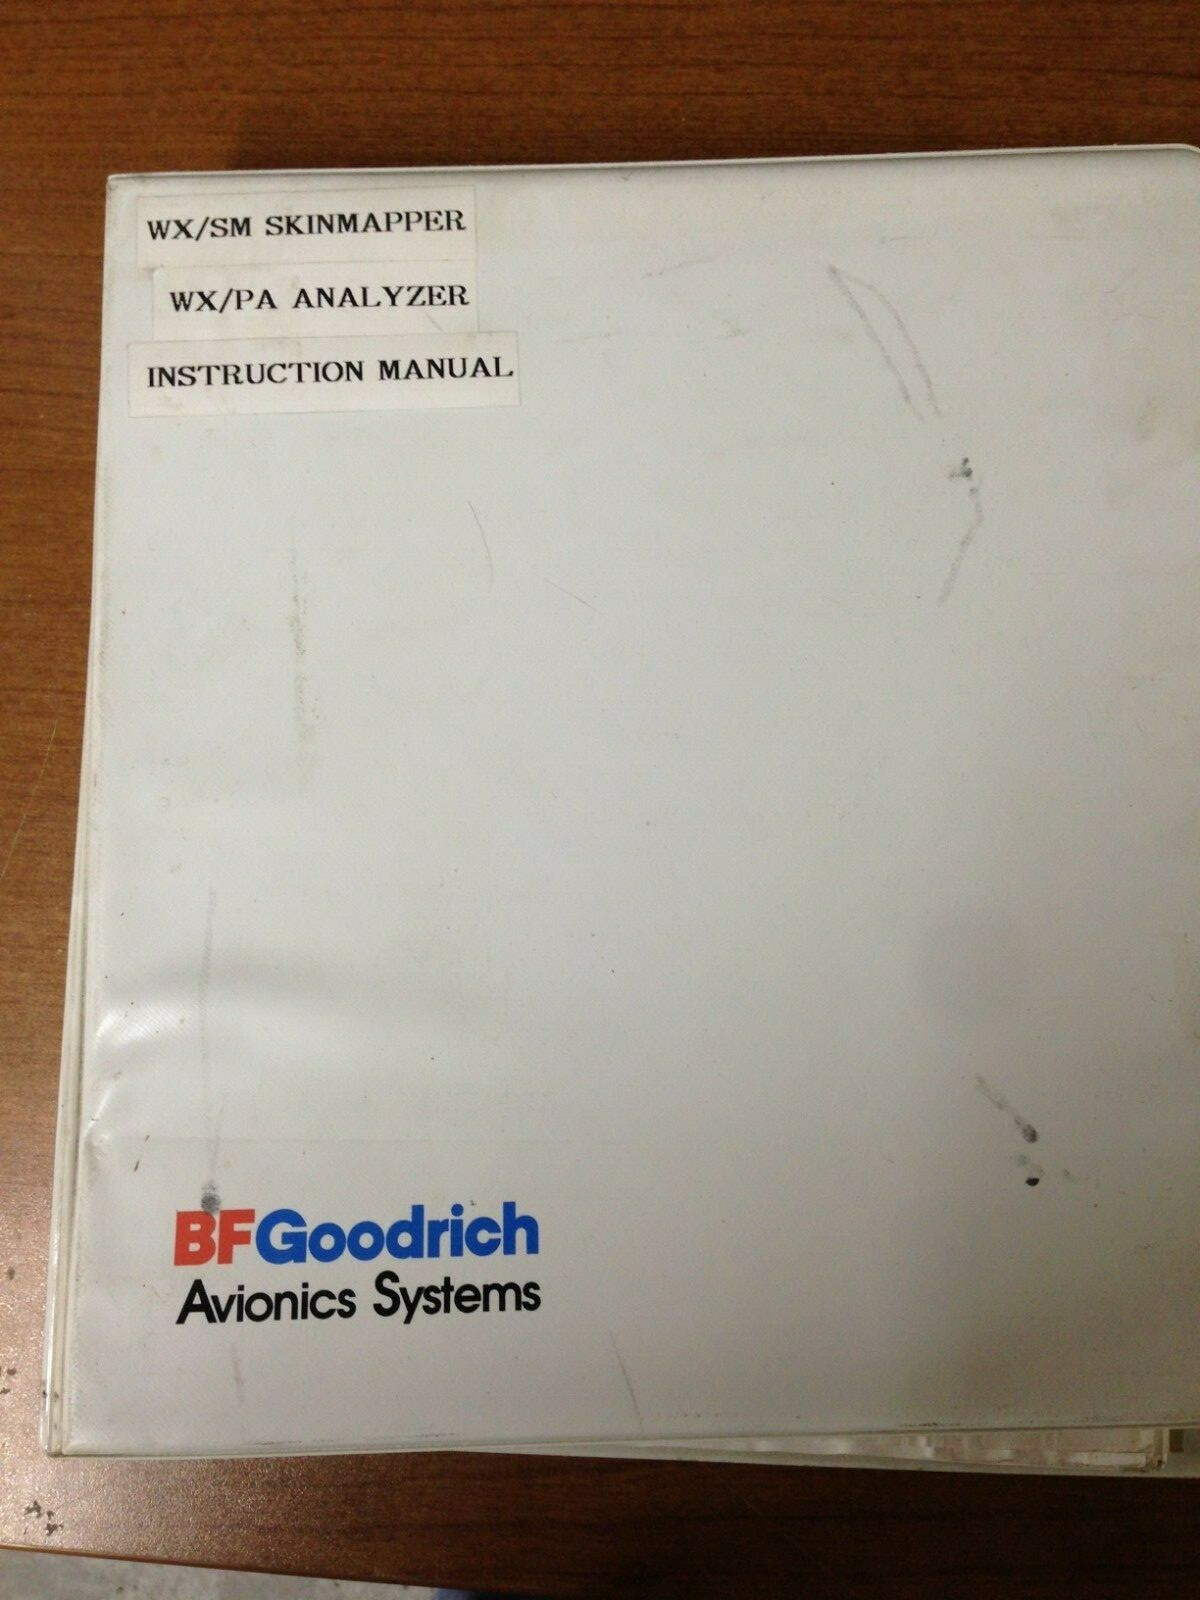 WX/SM SKINMAPPER
WX/PA ANALYZER
INSTRUCTION MANUAL
BFGoodrich
Avionics Systems